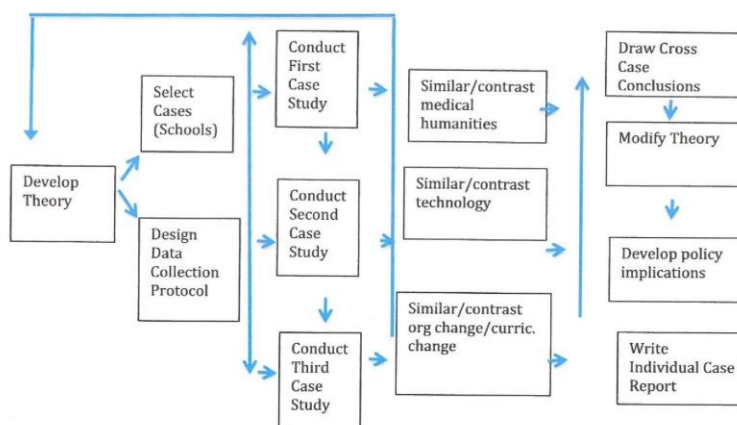 Develop
Theory
Select
Cases
(Schools)
Design
Data
Collection
Protocol
Conduct
First
Case
Study
Conduct
Second
Case
Study
Conduct
Third
Case
Study
Similar/contrast
medical
humanities
Similar/contrast
technology
Similar/contrast
org change/curric.
change
Draw Cross
Case
Conclusions
Modify Theory
Develop policy
implications
Write
Individual Case
Report